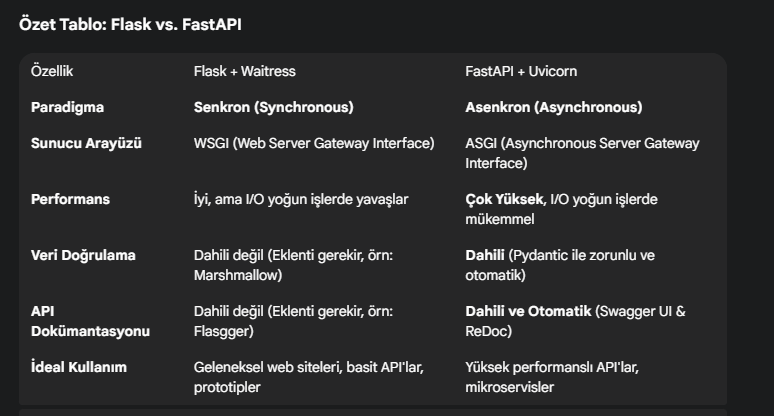 Özet Tablo: Flask vs. FastAPI
Özellik Flask + Waitress FastAPI + Uvicorn
Paradigma Senkron (Synchronous) Asenkron (Asynchronous)
Sunucu Arayüzü WSGI (Web Server Gateway Interface) ASGI (Asynchronous Server Gateway
Interface)
Performans İyi, ama I/O yoğun işlerde yavaşlar Çok Yüksek, I/O yoğun işlerde
mükemmel
Veri Doğrulama Dahili değil (Eklenti gerekir, örn: Dahili (Pydantic ile zorunlu ve
Marshmallow) otomatik)
API Dahili değil (Eklenti gerekir, örn: Dahili ve Otomatik (Swagger UI &
Dokümantasyonu Flasgger) ReDoc)
İdeal Kullanım Geleneksel web siteleri, basit API'lar, Yüksek performanslı API'lar,
prototipler mikroservisler